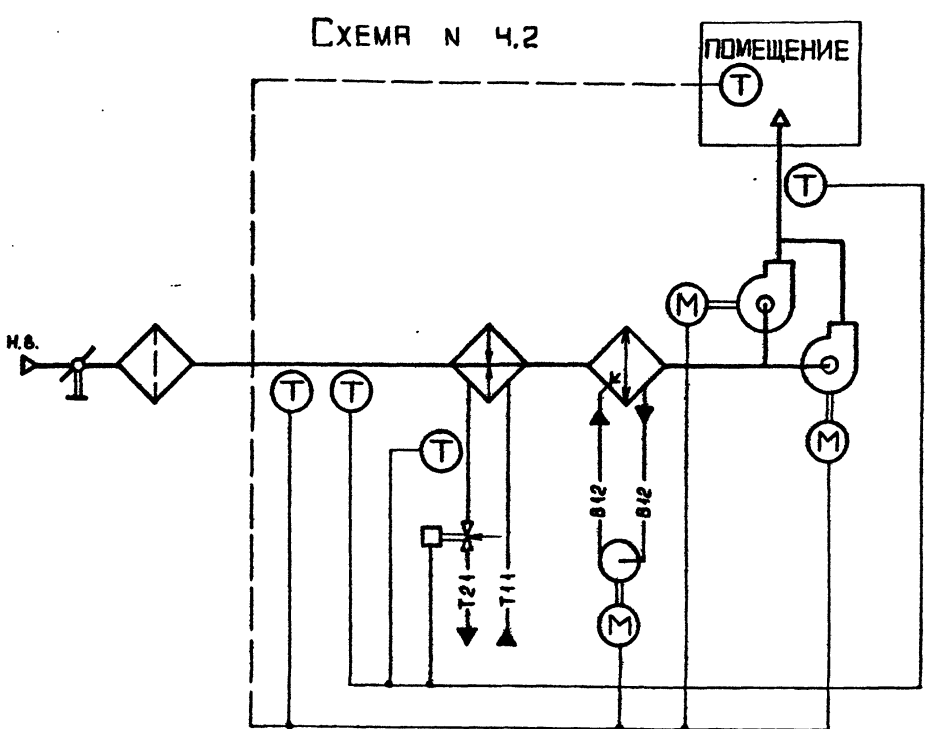 Схема N 4.2
ПОМЕЩЕНИЕ
Т
Т
М
н.в.
Т
Т
М
Т
В12
В12
Т21
Т11
М